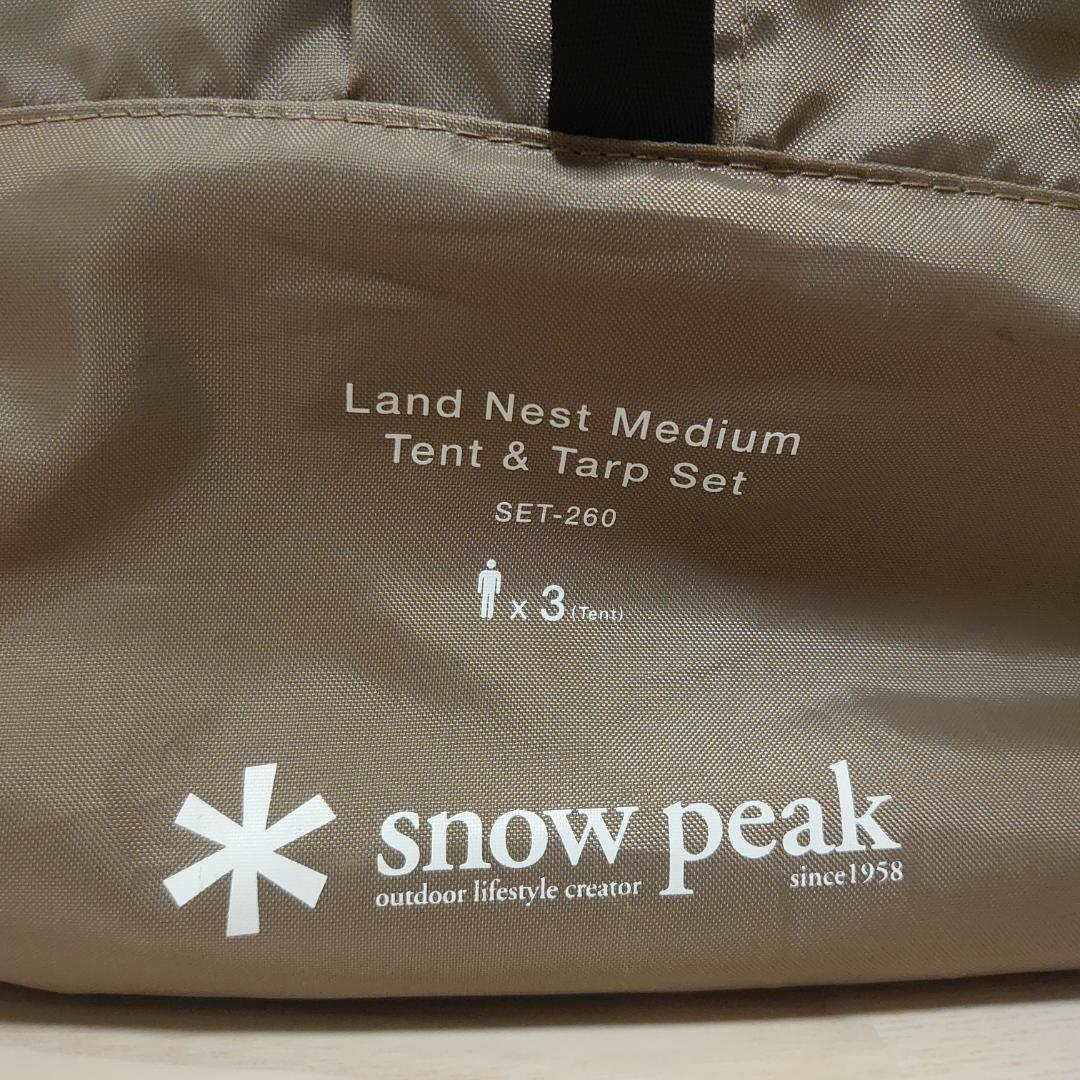 Land Nest Medium
Tent & Tarp Set
SET-260
x 3 (Tent)
snow peak
outdoor lifestyle creator
since1958